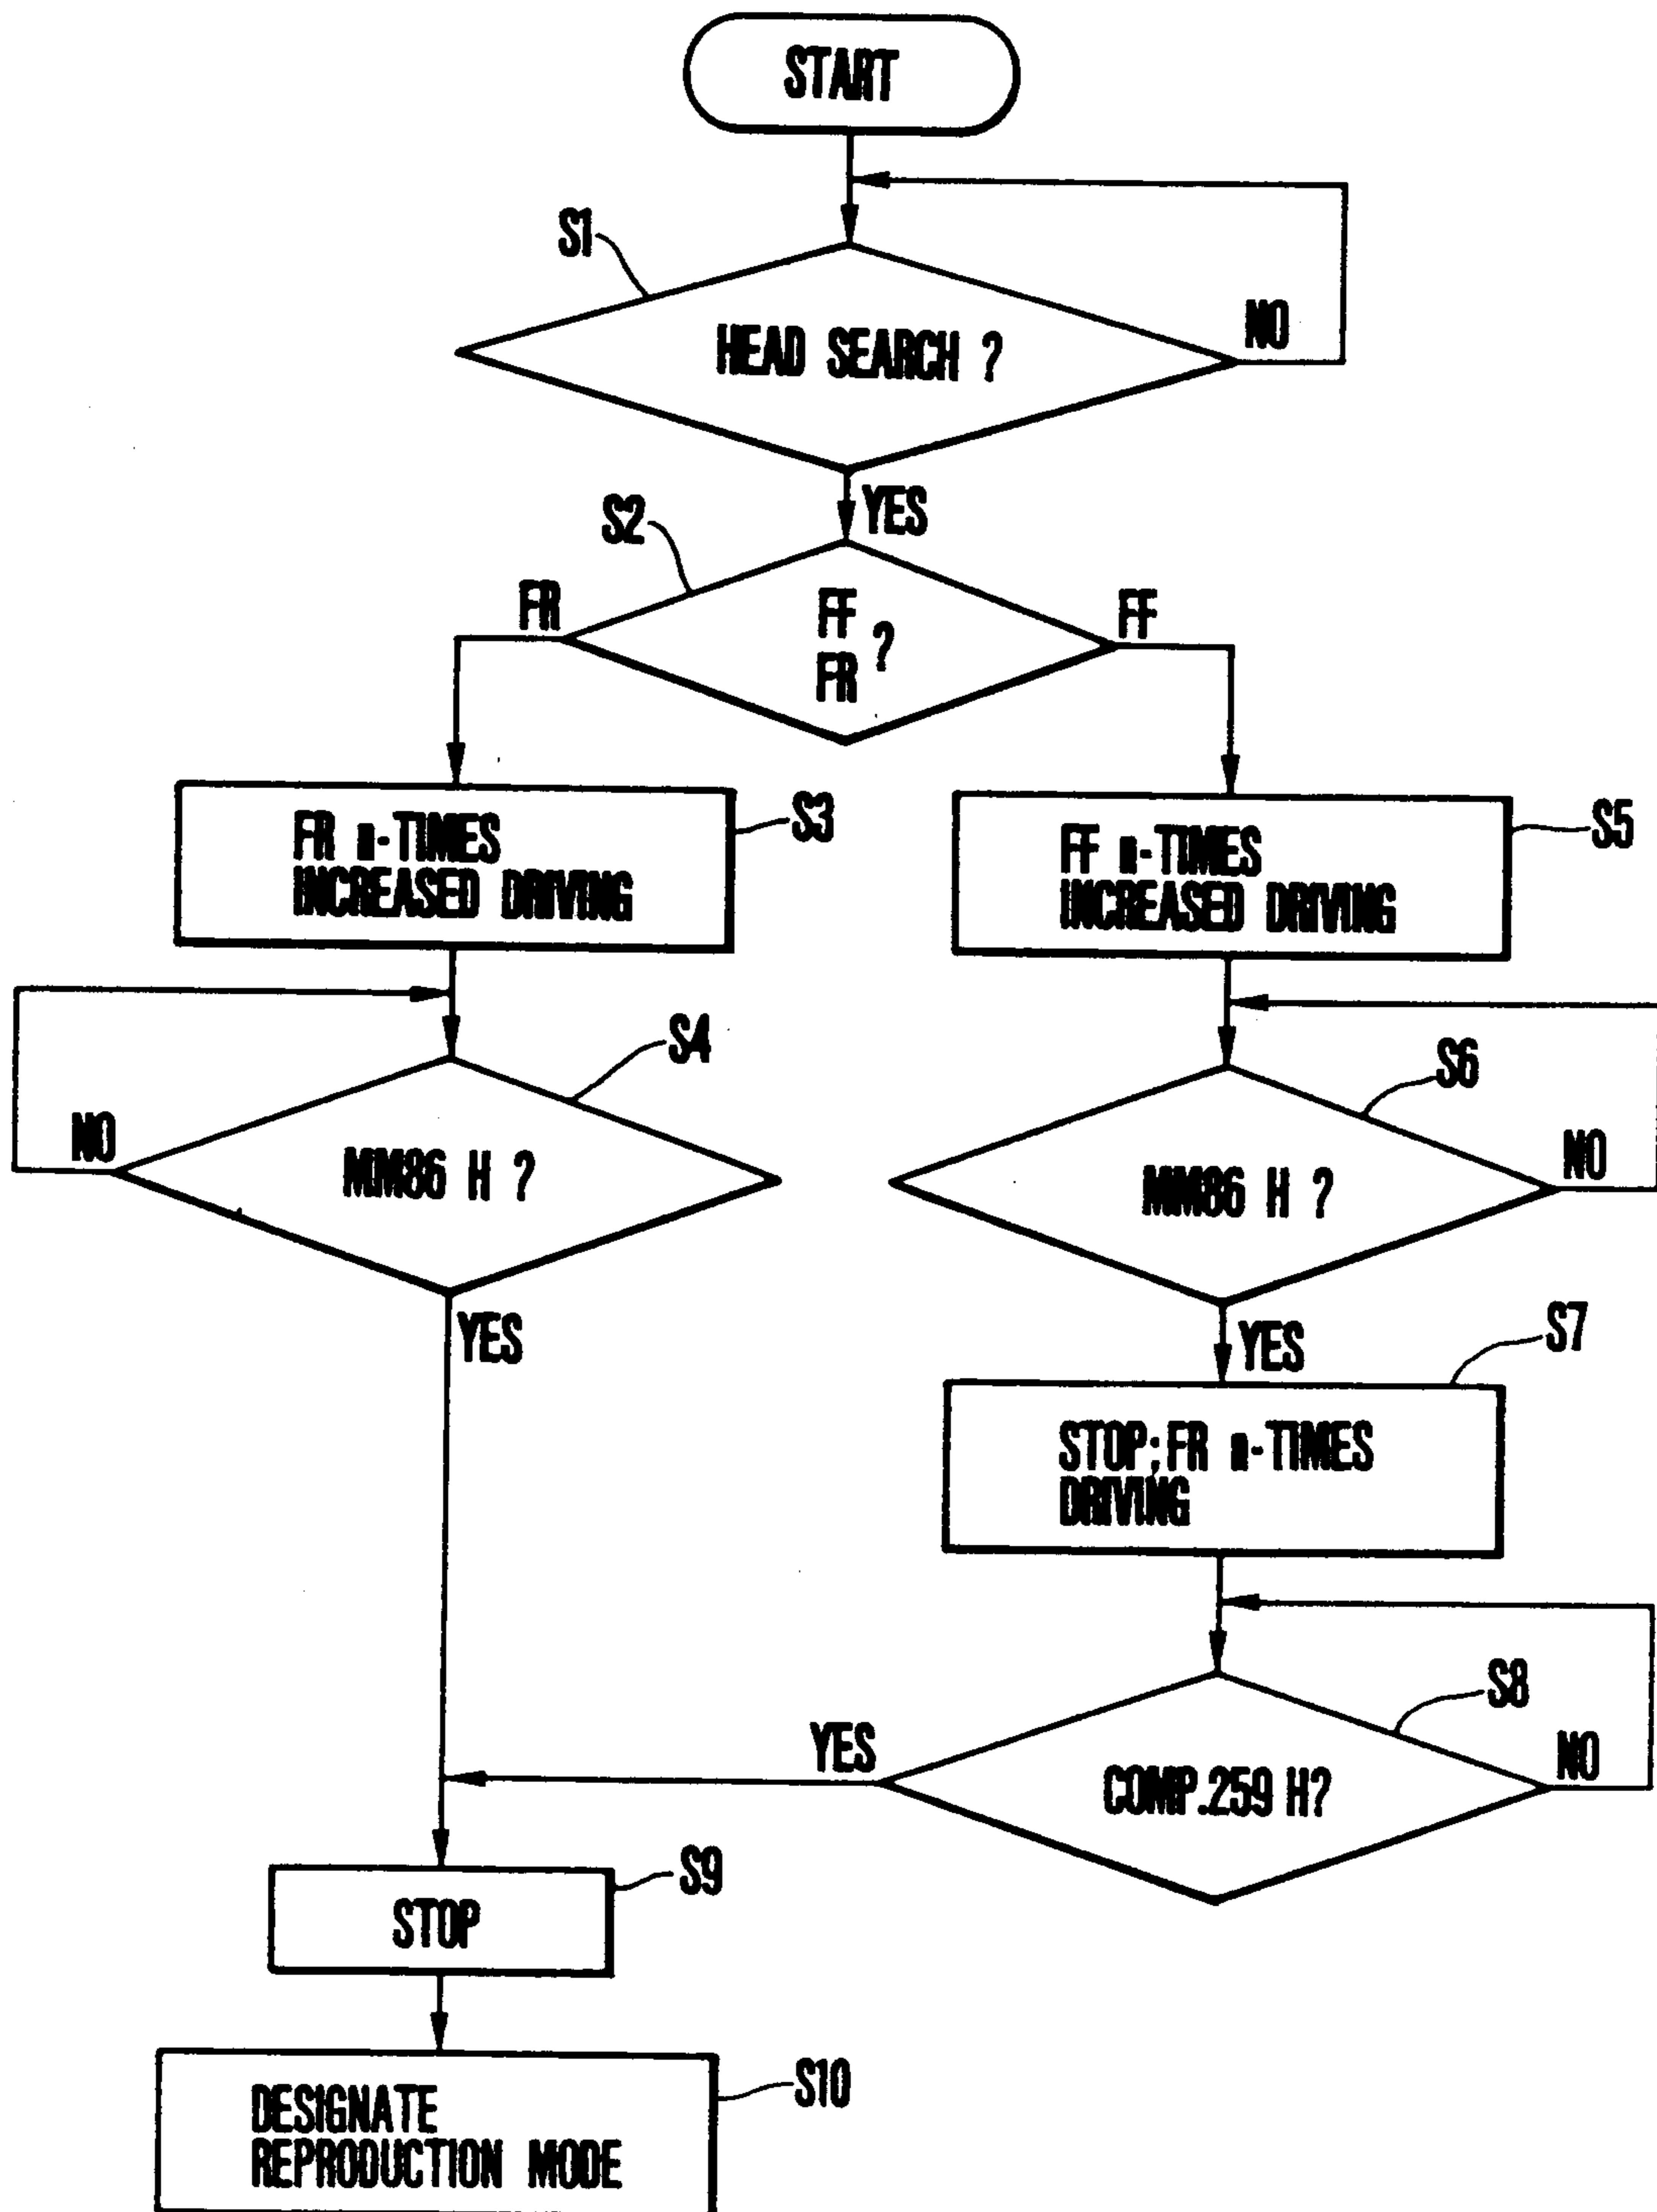 START
S1
NO
HEAD SEARCH ?
YES
S2
FR
FF
FR
?
FF
FR n-TIMES
INCREASED DRIVING
S3
FF n-TIMES
INCREASED DRIVING
S5
S4
NO
MM86 H ?
YES
S6
NO
MM86 H ?
YES
S7
STOP; FR n-TIMES
DRIVING
S8
YES
NO
COMP.259 H?
S9
STOP
S10
DESIGNATE
REPRODUCTION MODE